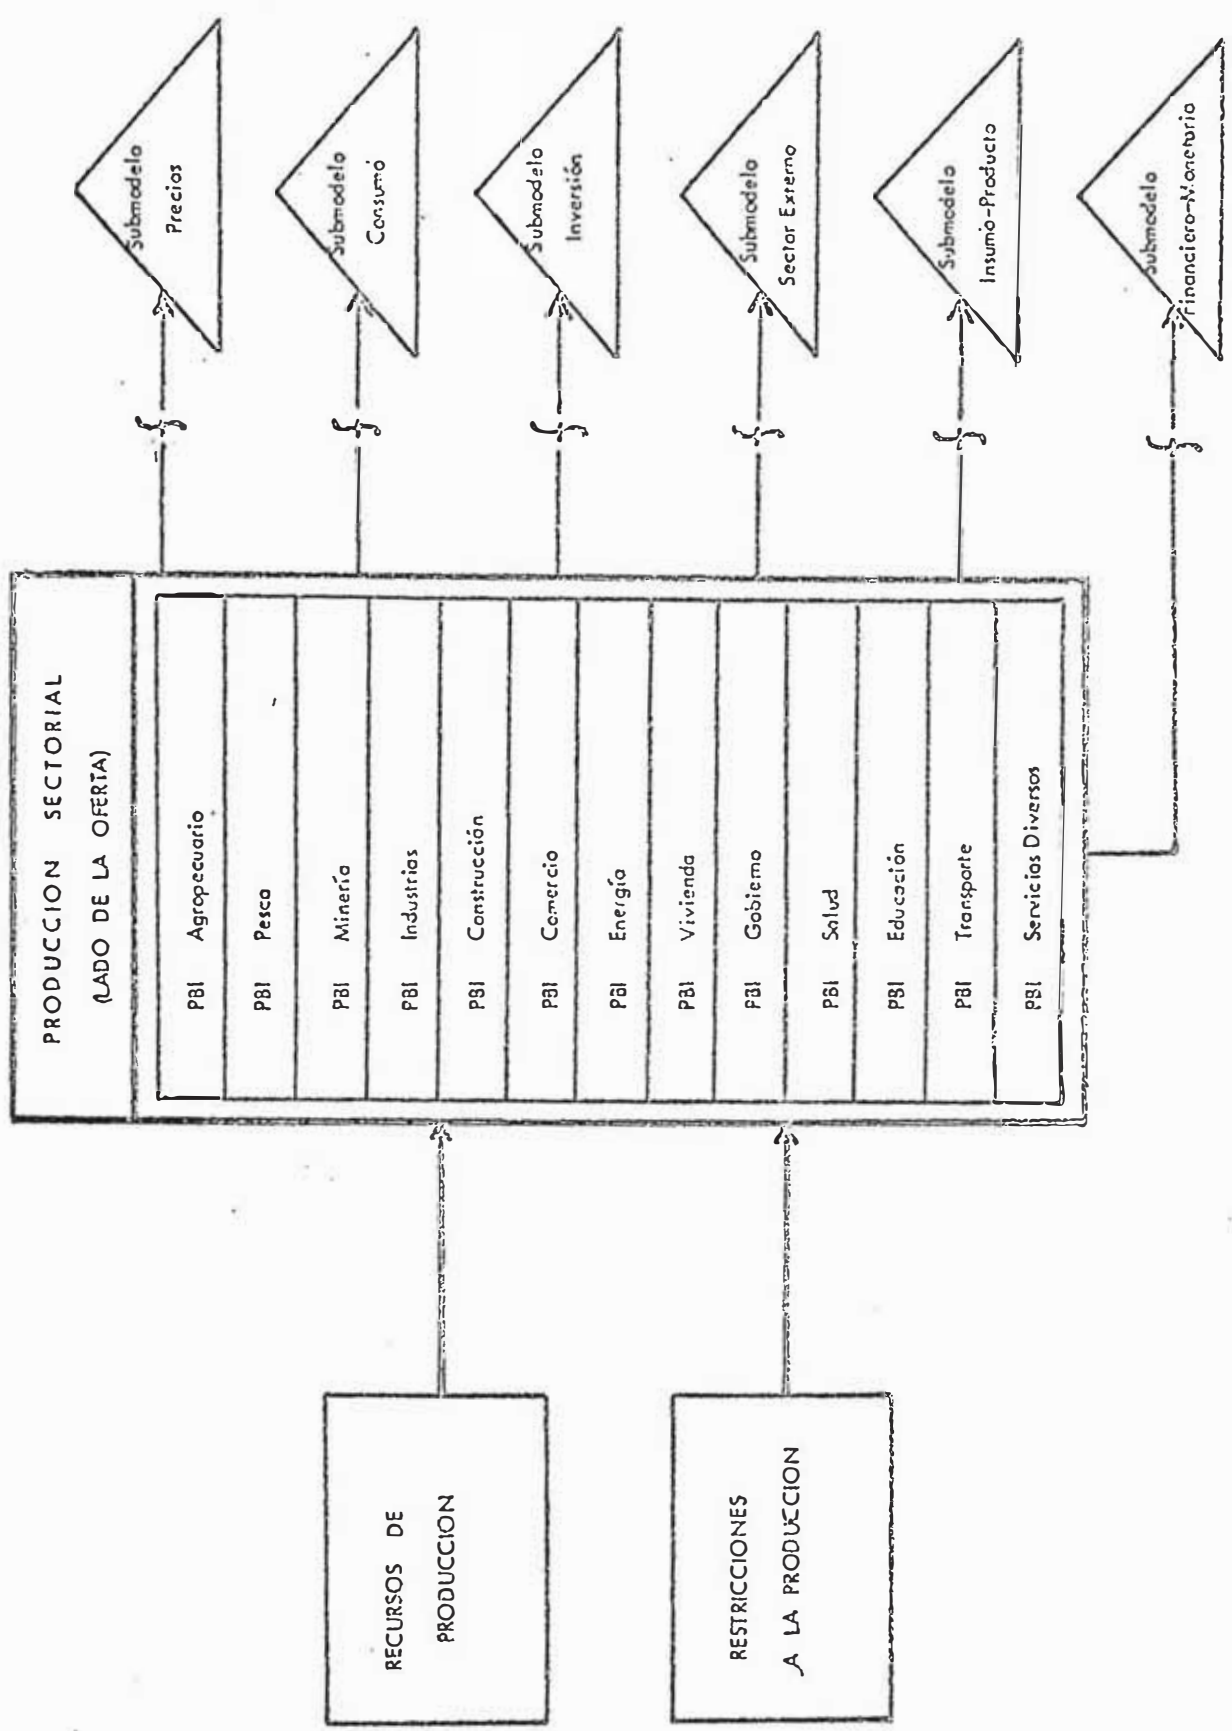 PRODUCCION SECTORIAL
(LADO DE LA OFERTA)
PBI Agropecuario
PBI Pesca
PBI Minería
PBI Industrias
PBI Construcción
PBI Comercio
PBI Energía
PBI Vivienda
PBI Gobierno
PBI Salud
PBI Educación
PBI Transporte
PBI Servicios Diversos
RECURSOS DE
PRODUCCION
RESTRICCIONES
A LA PRODUCCION
Submodelo
Precios
Submodelo
Consumo
Submodelo
Inversión
Submodelo
Sector Externo
Submodelo
Insumo-Producto
Submodelo
Financiero-Monetario
f
f
f
f
f
f